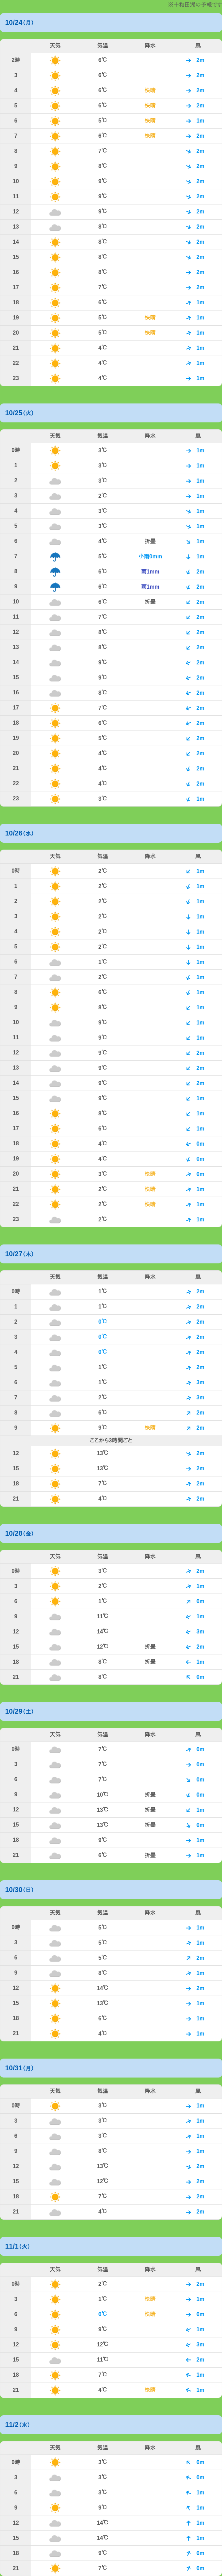 ※十和田湖の予報です
10/24(月)
天気 気温 降水 風
2時 6℃ 2m
3 6℃ 2m
4 6℃ 快晴 2m
5 6℃ 快晴 2m
6 6℃ 快晴 1m
7 6℃ 快晴 2m
8 7℃ 2m
9 8℃ 2m
10 9℃ 2m
11 9℃ 2m
12 9℃ 2m
13 8℃ 2m
14 8℃ 2m
15 8℃ 2m
16 8℃ 2m
17 7℃ 2m
18 6℃ 1m
19 5℃ 快晴 1m
20 5℃ 快晴 1m
21 4℃ 1m
22 4℃ 1m
23 4℃ 1m
10/25(火)
天気 気温 降水 風
0時 3℃ 1m
1 3℃ 1m
2 3℃ 1m
3 2℃ 1m
4 3℃ 1m
5 3℃ 1m
6 4℃ 折曇 1m
7 5℃ 小雨0mm 1m
8 6℃ 雨1mm 2m
9 6℃ 雨1mm 2m
10 6℃ 折曇 2m
11 7℃ 2m
12 8℃ 2m
13 8℃ 2m
14 9℃ 2m
15 9℃ 2m
16 8℃ 2m
17 7℃ 2m
18 6℃ 2m
19 5℃ 2m
20 4℃ 2m
21 4℃ 2m
22 4℃ 2m
23 3℃ 1m
10/26(水)
天気 気温 降水 風
0時 2℃ 1m
1 2℃ 1m
2 2℃ 1m
3 2℃ 1m
4 2℃ 1m
5 2℃ 1m
6 1℃ 1m
7 2℃ 1m
8 6℃ 1m
9 8℃ 1m
10 9℃ 1m
11 9℃ 1m
12 9℃ 2m
13 9℃ 2m
14 9℃ 2m
15 9℃ 1m
16 8℃ 1m
17 6℃ 1m
18 4℃ 0m
19 4℃ 0m
20 3℃ 快晴 0m
21 2℃ 快晴 1m
22 2℃ 快晴 1m
23 2℃ 1m
10/27(木)
天気 気温 降水 風
0時 1℃ 2m
1 1℃ 2m
2 0℃ 2m
3 0℃ 2m
4 0℃ 2m
5 1℃ 2m
6 1℃ 3m
7 2℃ 3m
8 6℃ 2m
9 9℃ 快晴 2m
ここから3時間ごと
12 13℃ 2m
15 13℃ 2m
18 7℃ 2m
21 4℃ 2m
10/28(金)
天気 気温 降水 風
0時 3℃ 2m
3 2℃ 1m
6 1℃ 0m
9 11℃ 1m
12 14℃ 3m
15 12℃ 折曇 2m
18 8℃ 折曇 1m
21 8℃ 0m
10/29(土)
天気 気温 降水 風
0時 7℃ 0m
3 7℃ 0m
6 7℃ 0m
9 10℃ 折曇 0m
12 13℃ 折曇 1m
15 13℃ 折曇 0m
18 9℃ 1m
21 6℃ 折曇 1m
10/30(日)
天気 気温 降水 風
0時 5℃ 1m
3 5℃ 1m
6 5℃ 2m
9 8℃ 1m
12 14℃ 2m
15 13℃ 1m
18 6℃ 1m
21 4℃ 1m
10/31(月)
天気 気温 降水 風
0時 3℃ 1m
3 3℃ 1m
6 3℃ 1m
9 8℃ 1m
12 13℃ 2m
15 12℃ 2m
18 7℃ 2m
21 4℃ 2m
11/1(火)
天気 気温 降水 風
0時 2℃ 2m
3 1℃ 快晴 1m
6 0℃ 快晴 0m
9 9℃ 1m
12 12℃ 3m
15 11℃ 2m
18 7℃ 1m
21 4℃ 快晴 1m
11/2(水)
天気 気温 降水 風
0時 3℃ 0m
3 3℃ 0m
6 3℃ 1m
9 9℃ 1m
12 14℃ 1m
15 14℃ 1m
18 9℃ 0m
21 7℃ 0m